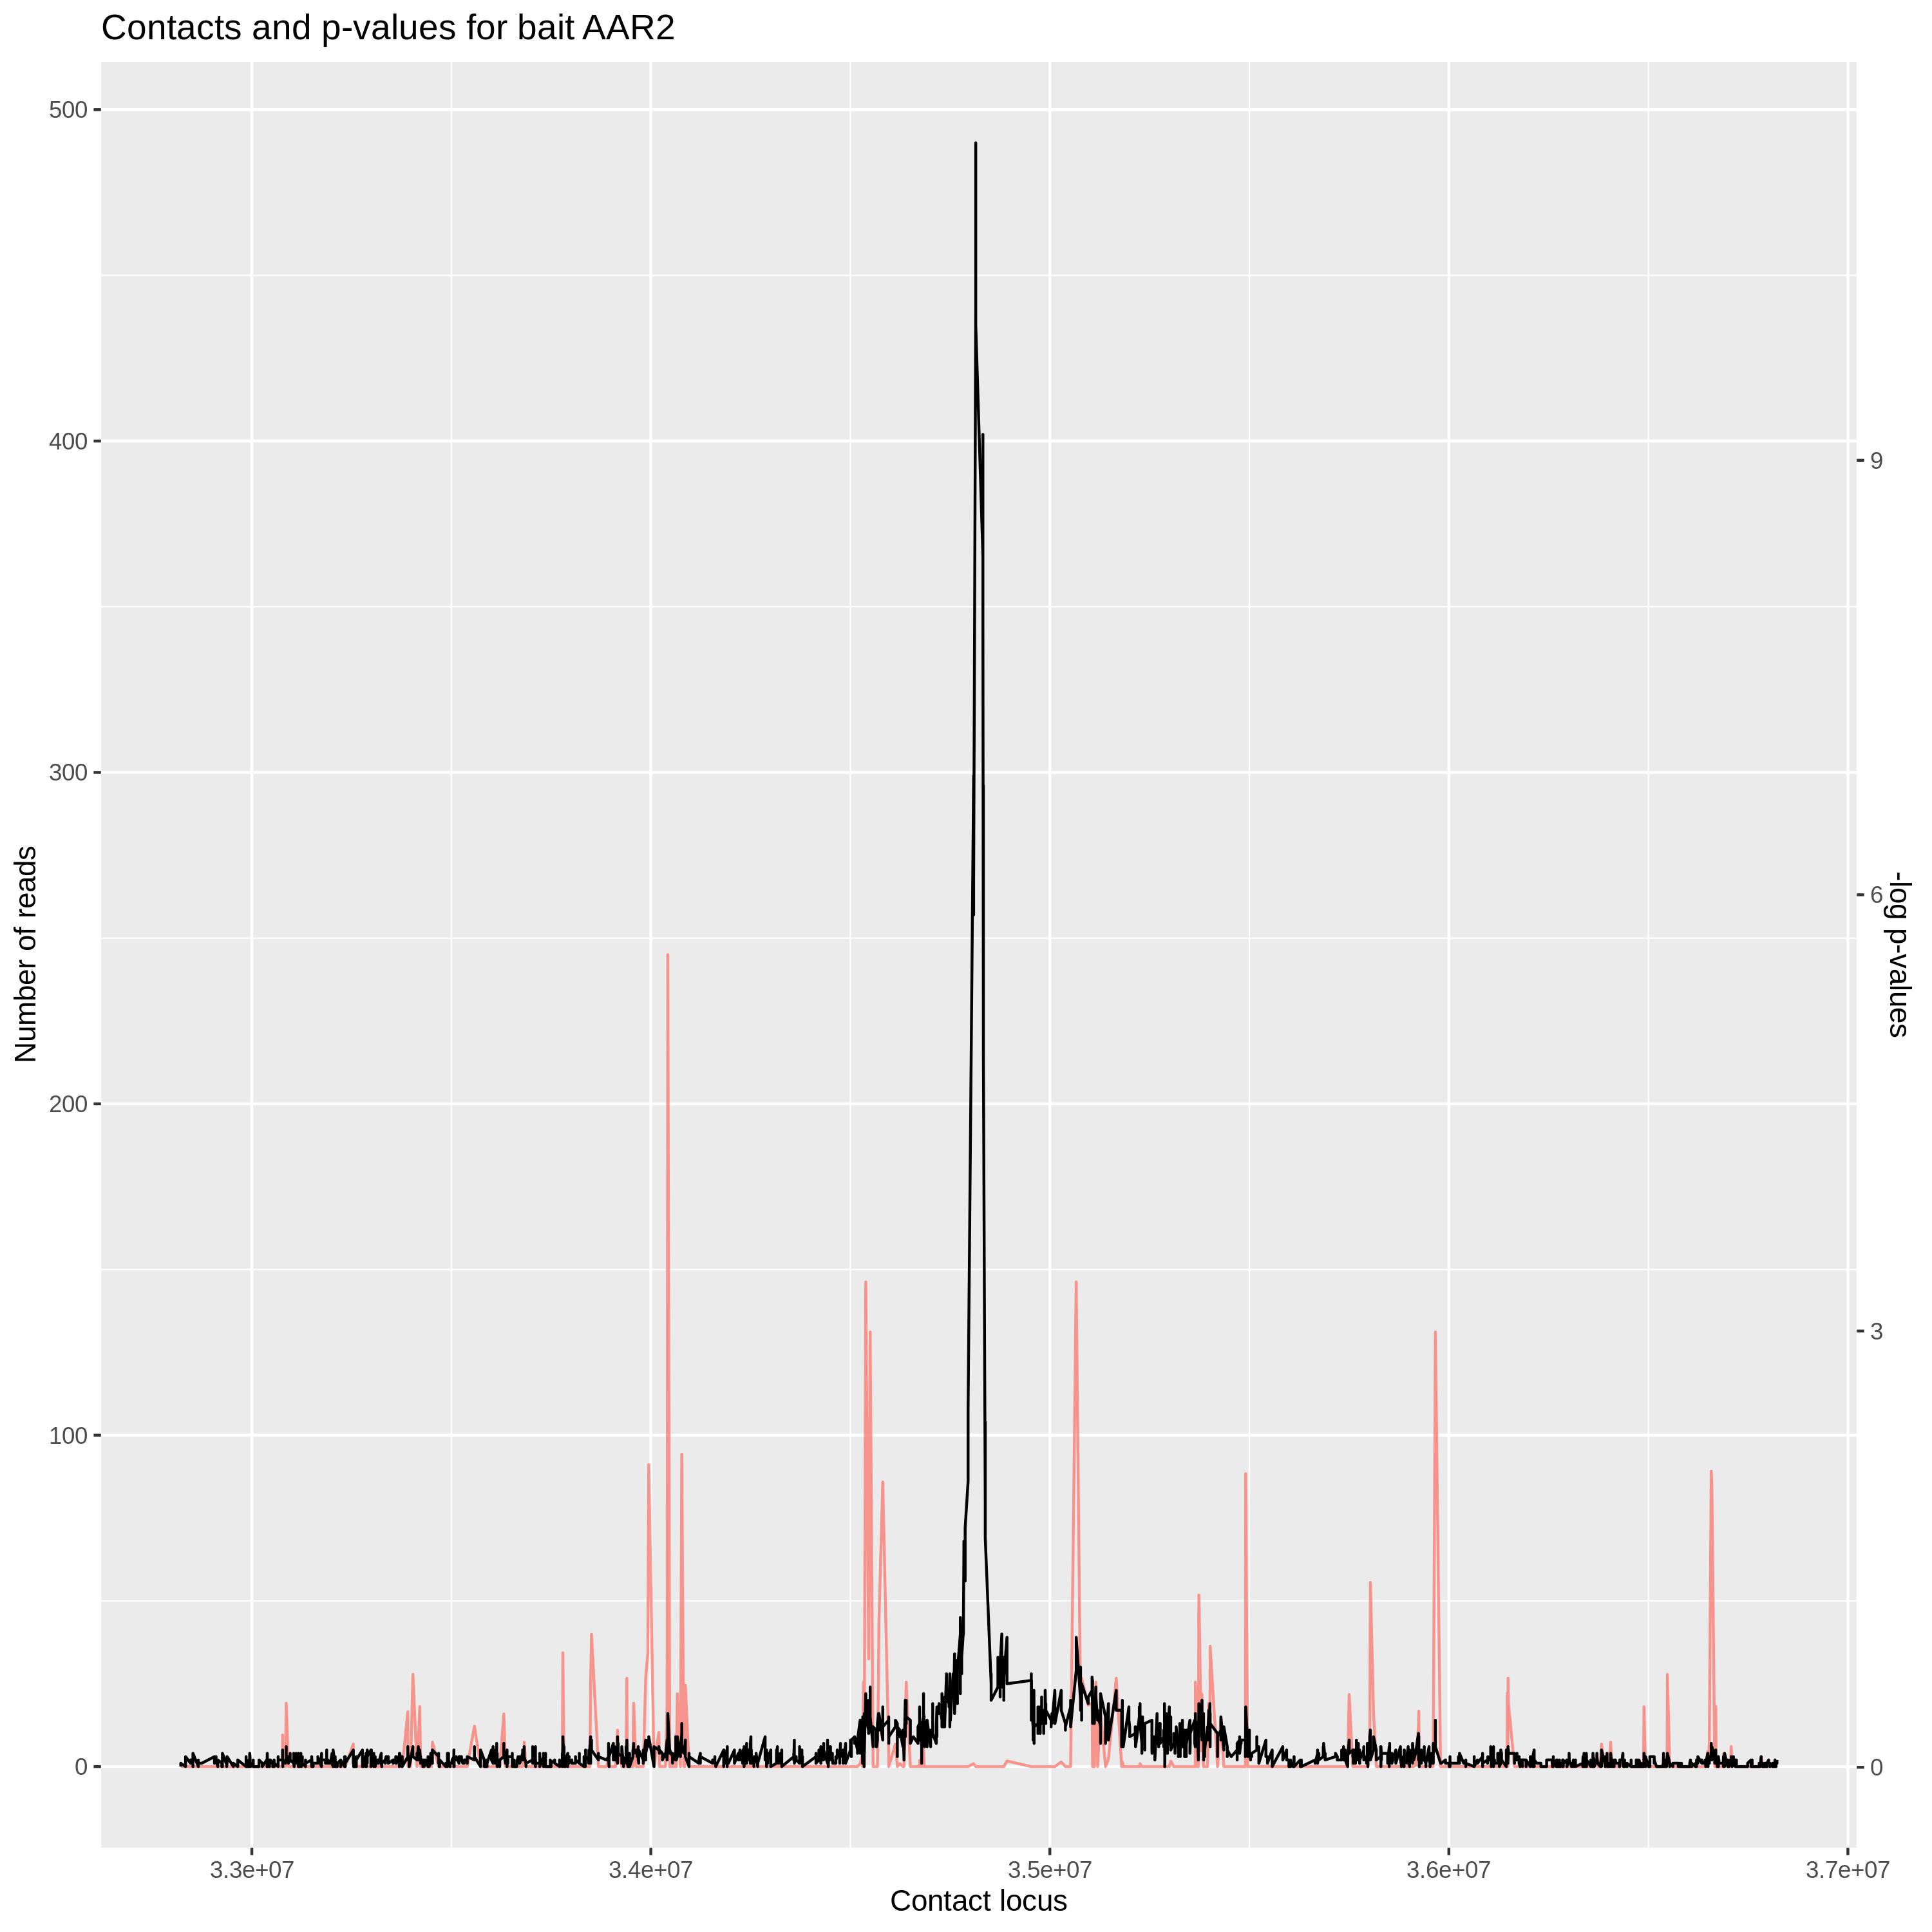 Contacts and p-values for bait AAR2
500
400
300
200
100
0
Number of reads
9
6
3
0
-log p-values
3.3e+07
3.4e+07
3.5e+07
3.6e+07
3.7e+07
Contact locus